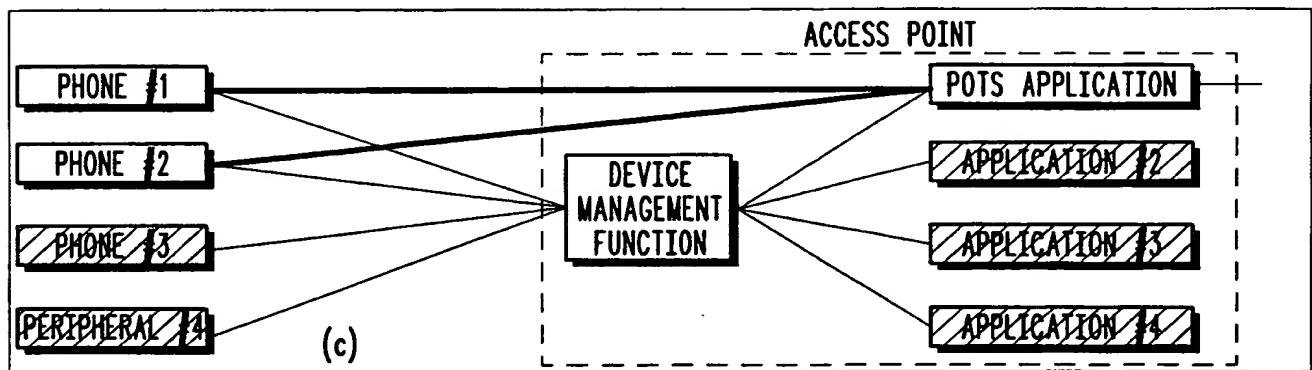 ACCESS POINT
PHONE #1
POTS APPLICATION
PHONE #2
DEVICE
MANAGEMENT
FUNCTION
APPLICATION #2
PHONE #3
APPLICATION #3
PERIPHERAL #4
APPLICATION #4
(c)